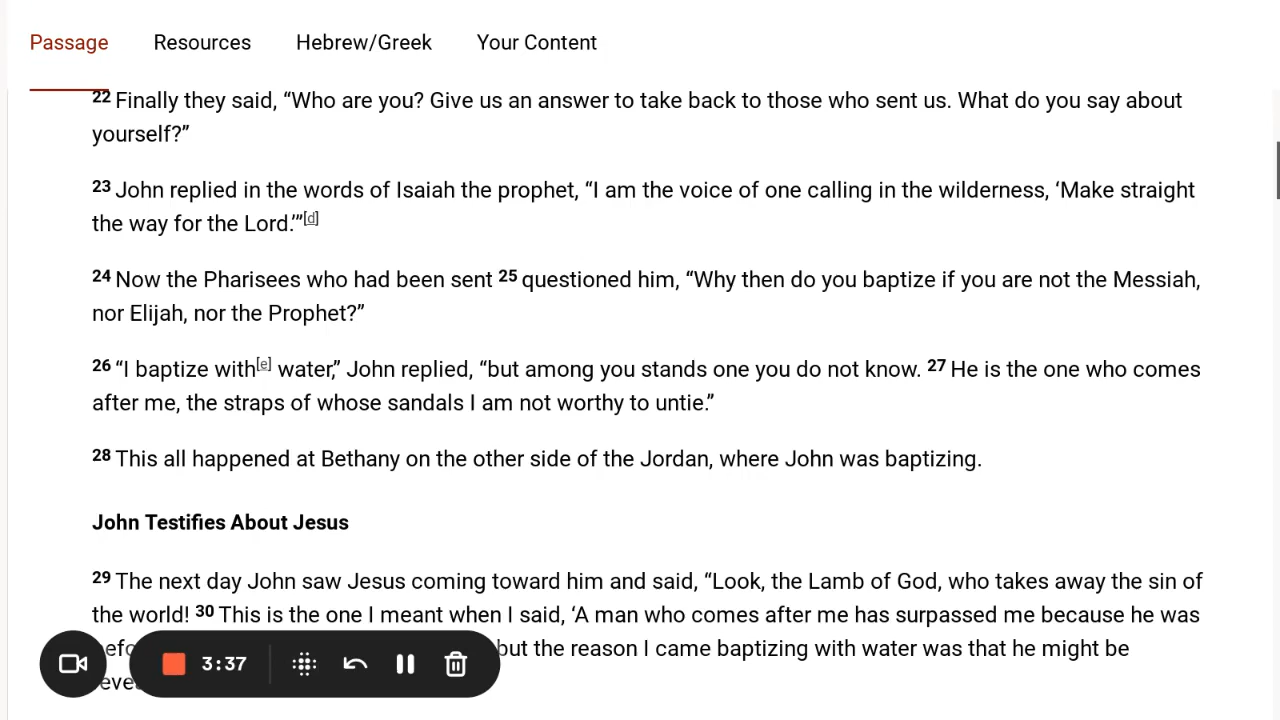 Passage Resources Hebrew/Greek Your Content
22 Finally they said, “Who are you? Give us an answer to take back to those who sent us. What do you say about
yourself?”
23 John replied in the words of Isaiah the prophet, “I am the voice of one calling in the wilderness, ‘Make straight
the way for the Lord.’”[d]
24 Now the Pharisees who had been sent 25 questioned him, “Why then do you baptize if you are not the Messiah,
nor Elijah, nor the Prophet?”
26 “I baptize with[e] water,” John replied, “but among you stands one you do not know. 27 He is the one who comes
after me, the straps of whose sandals I am not worthy to untie.”
28 This all happened at Bethany on the other side of the Jordan, where John was baptizing.
John Testifies About Jesus
29 The next day John saw Jesus coming toward him and said, “Look, the Lamb of God, who takes away the sin of
the world! 30 This is the one I meant when I said, ‘A man who comes after me has surpassed me because he was
but the reason I came baptizing with water was that he might be
3:37